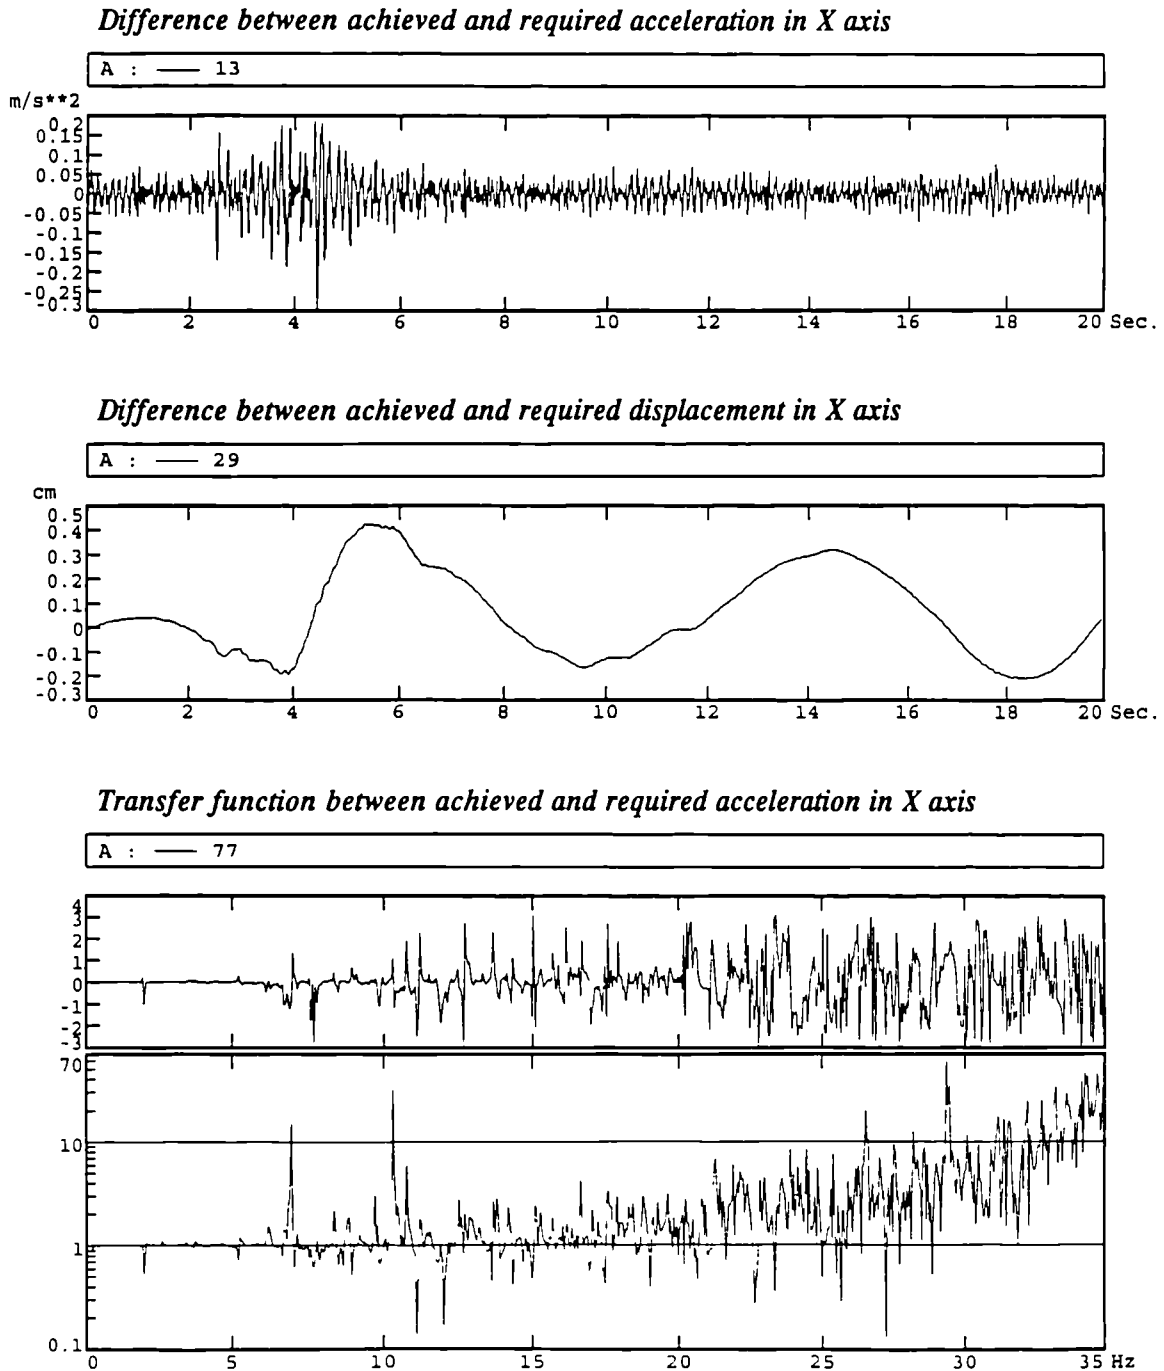 Difference between achieved and required acceleration in X axis
A : —— 13
m/s**2
0.2
0.15
0.1
0.05
0
-0.05
-0.1
-0.15
-0.2
-0.25
-0.3
0 2 4 6 8 10 12 14 16 18 20 Sec.
Difference between achieved and required displacement in X axis
A : —— 29
cm
0.5
0.4
0.3
0.2
0.1
0
-0.1
-0.2
-0.3
0 2 4 6 8 10 12 14 16 18 20 Sec.
Transfer function between achieved and required acceleration in X axis
A : —— 77
4
3
2
1
0
-1
-2
-3
70
10
1
0.1
0 5 10 15 20 25 30 35 Hz